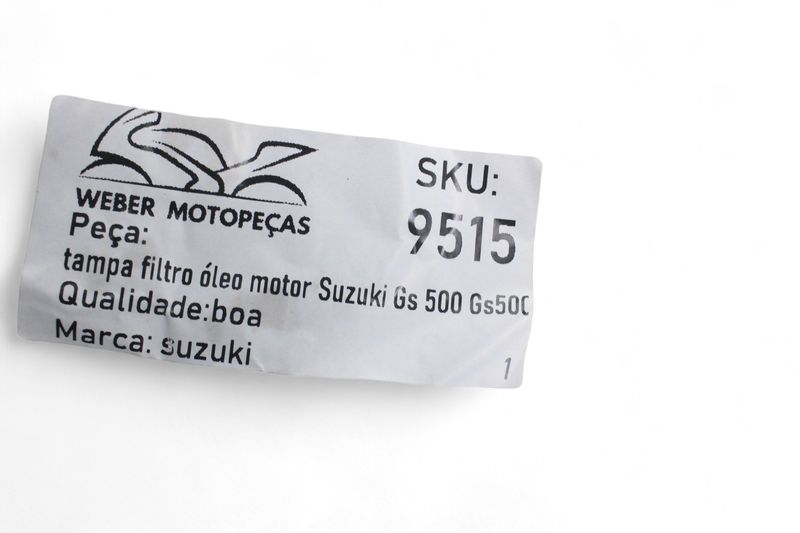 WEBER MOTOPEÇAS
SKU:
9515
Peça:
tampa filtro óleo motor Suzuki Gs 500 Gs500
Qualidade:boa
Marca: suzuki
1